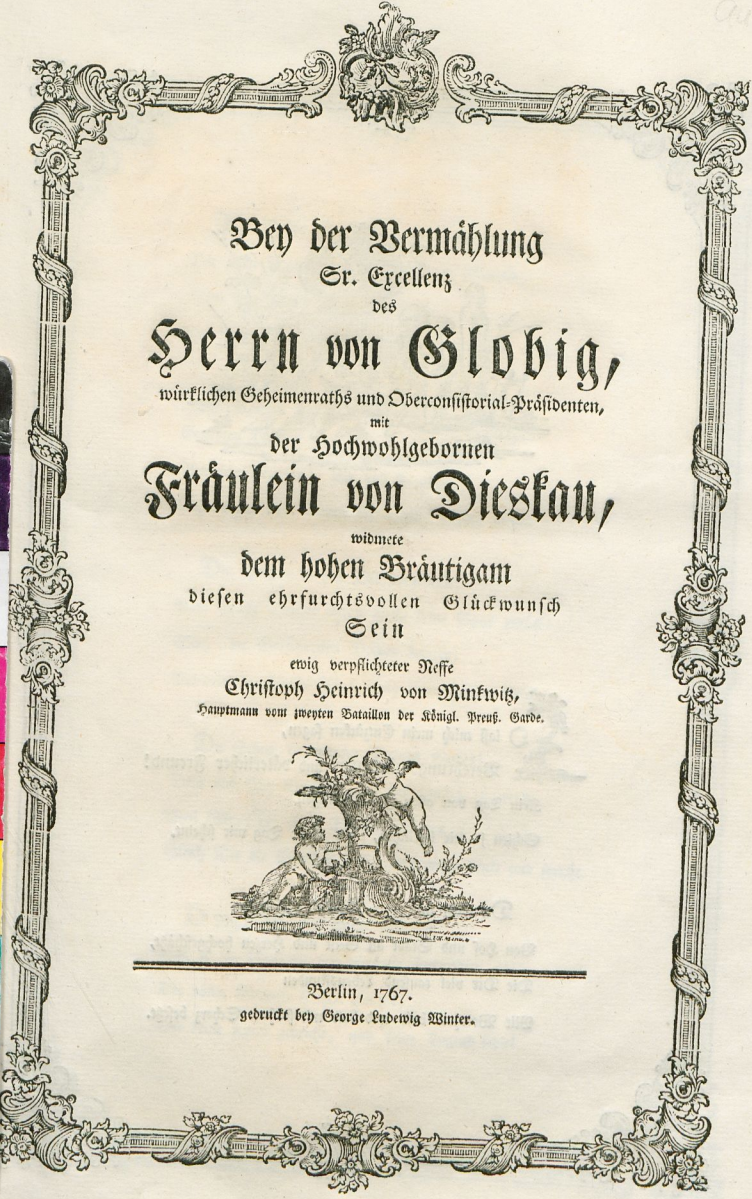 Bey der Vermählung
Sr. Excellenz
des
Herrn von Globig,
würklichen Geheimenraths und Oberconsistorial-Präsidenten,
mit
der Hochwohlgebornen
Fräulein von Dieskau,
widmete
dem hohen Bräutigam
diesen ehrfurchtsvollen Glückwunsch
Sein
ewig verpflichteter Neffe
Christoph Heinrich von Minkwitz,
Hauptmann vom zweyten Bataillon der Königl. Preuß. Garde.
Berlin, 1767.
gedruckt bey George Ludewig Winter.